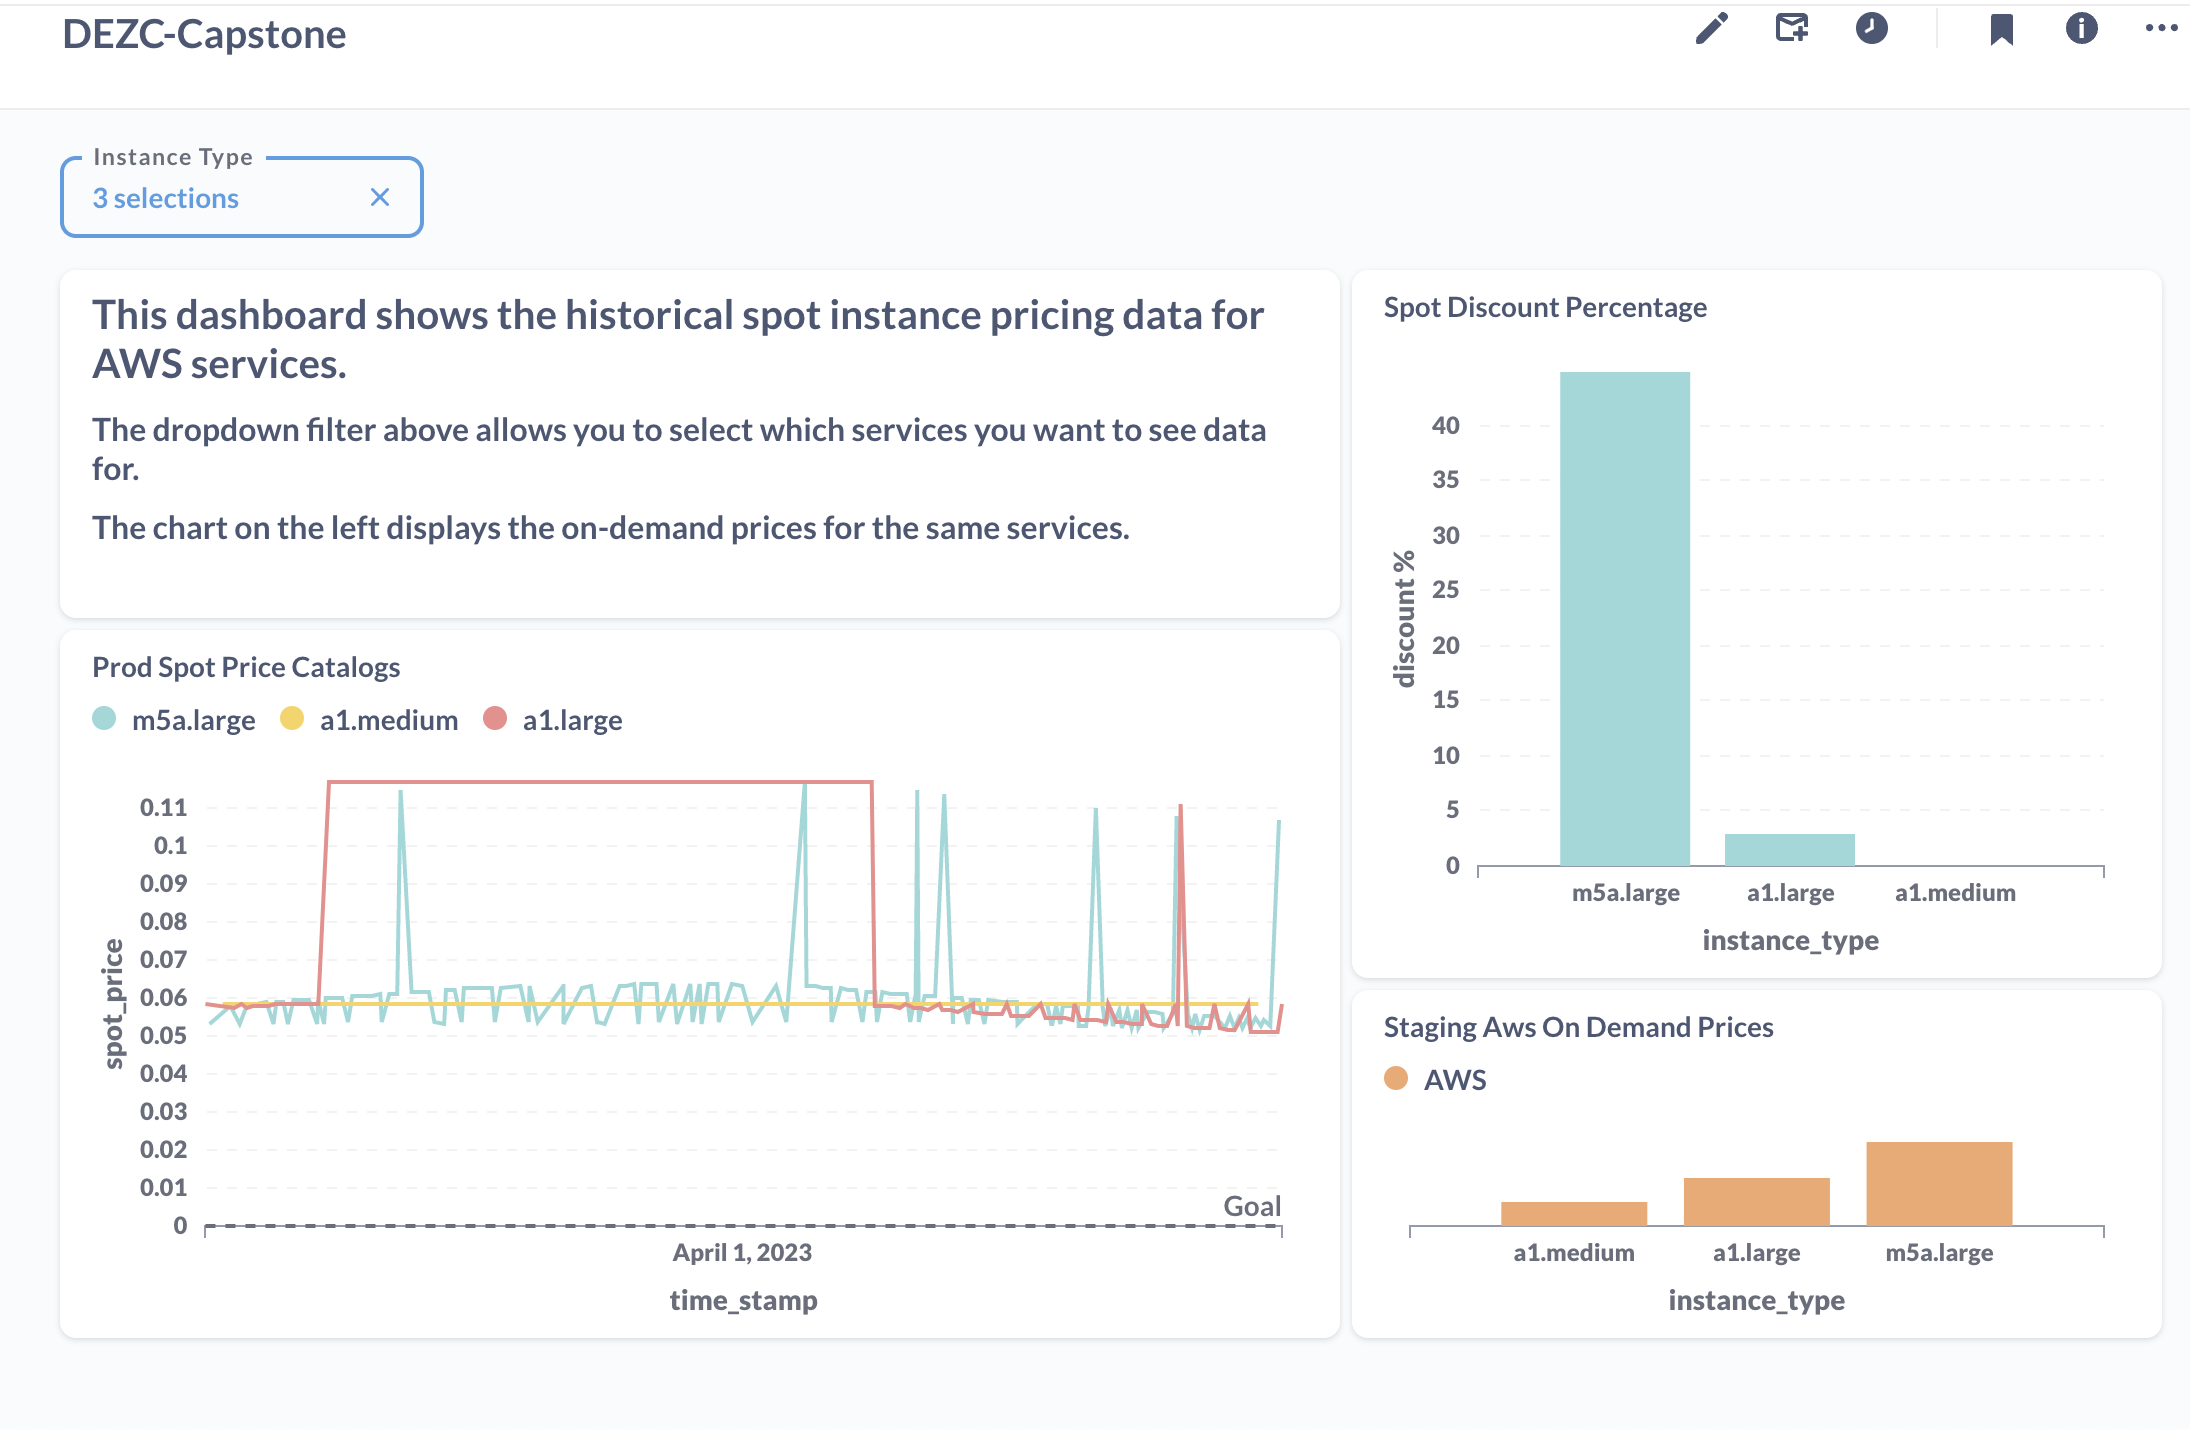 DEZC-Capstone
Instance Type
3 selections
This dashboard shows the historical spot instance pricing data for
AWS services.
The dropdown filter above allows you to select which services you want to see data
for.
The chart on the left displays the on-demand prices for the same services.
Prod Spot Price Catalogs
m5a.large a1.medium a1.large
spot_price
0.11
0.1
0.09
0.08
0.07
0.06
0.05
0.04
0.03
0.02
0.01
0
Goal
April 1, 2023
time_stamp
Spot Discount Percentage
discount %
40
35
30
25
20
15
10
5
0
m5a.large a1.large a1.medium
instance_type
Staging Aws On Demand Prices
AWS
a1.medium a1.large m5a.large
instance_type